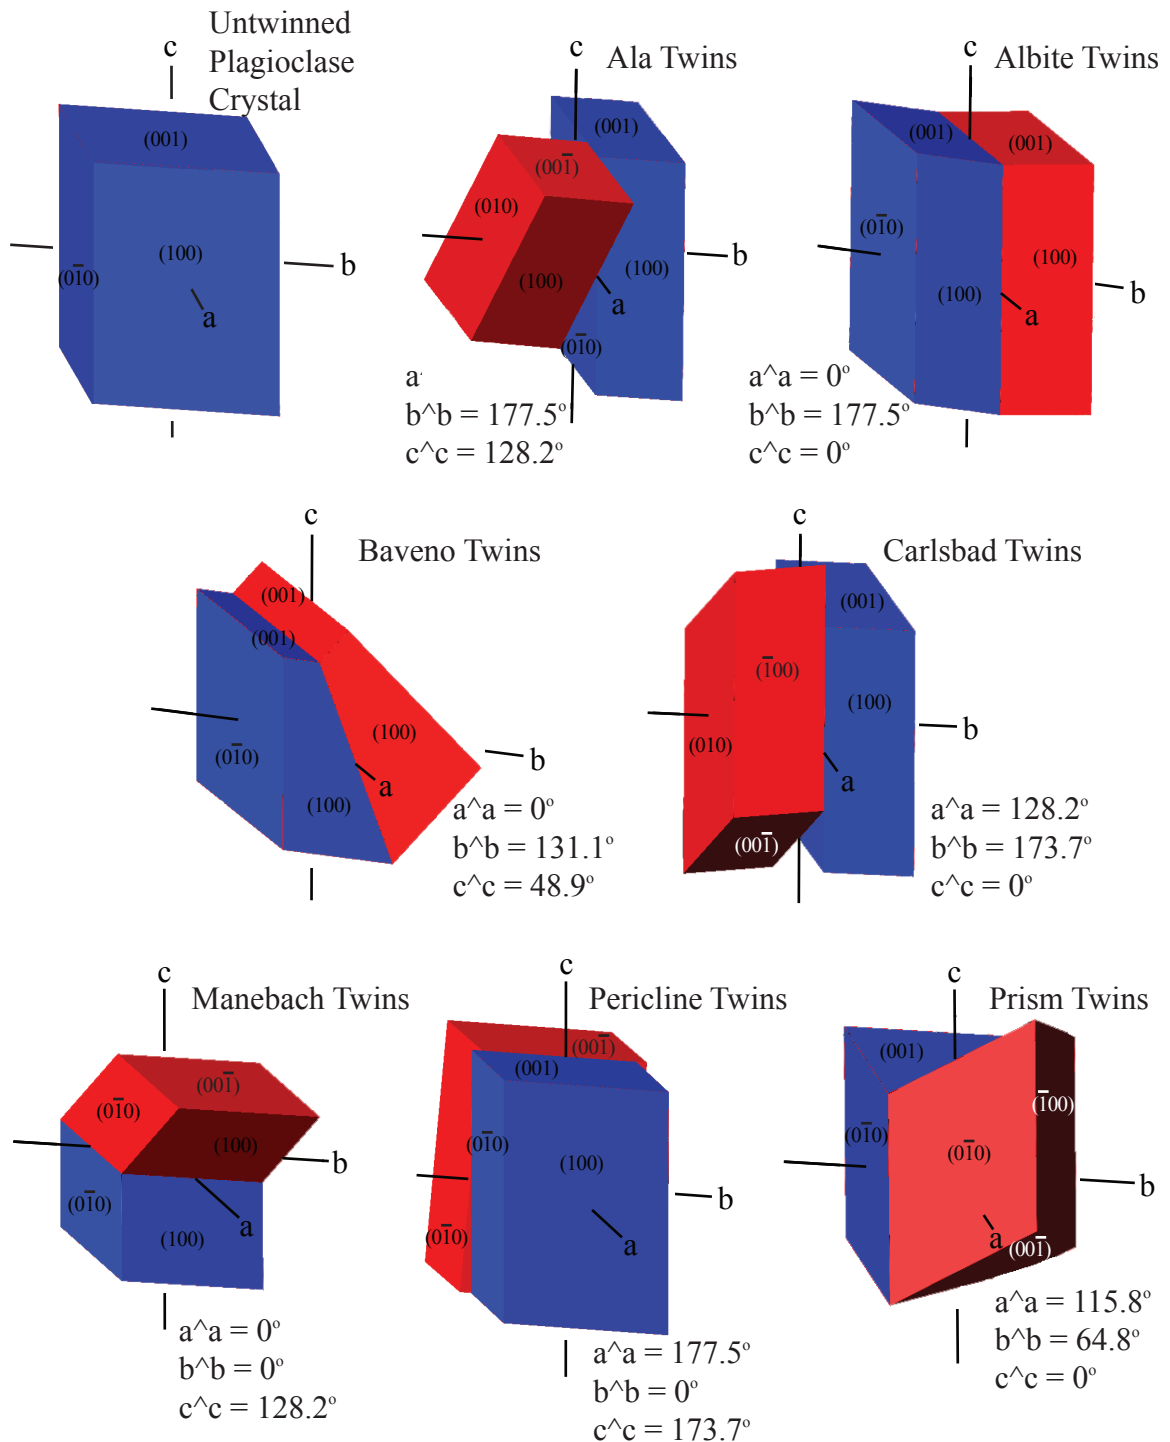 Untwinned
Plagioclase
Crystal
c
(001)
(100)
(01̅0)
b
a
Ala Twins
c
(001)
(001̅)
(010)
(100)
(100)
(01̅0)
b
a
a^
b^b = 177.5°
c^c = 128.2°
Albite Twins
c
(001)
(001)
(01̅0)
(100)
(100)
b
a
a^a = 0°
b^b = 177.5°
c^c = 0°
Baveno Twins
c
(001)
(001)
(01̅0)
(100)
(100)
b
a
a^a = 0°
b^b = 131.1°
c^c = 48.9°
Carlsbad Twins
c
(001)
(1̅00)
(100)
(010)
(001̅)
b
a
a^a = 128.2°
b^b = 173.7°
c^c = 0°
Manebach Twins
c
(001̅)
(01̅0)
(100)
(01̅0)
(100)
b
a
a^a = 0°
b^b = 0°
c^c = 128.2°
Periclline Twins
c
(001̅)
(001)
(01̅0)
(100)
(01̅0)
b
a
a^a = 177.5°
b^b = 0°
c^c = 173.7°
Prism Twins
c
(001)
(1̅00)
(01̅0)
(01̅0)
(001̅)
b
a
a^a = 115.8°
b^b = 64.8°
c^c = 0°